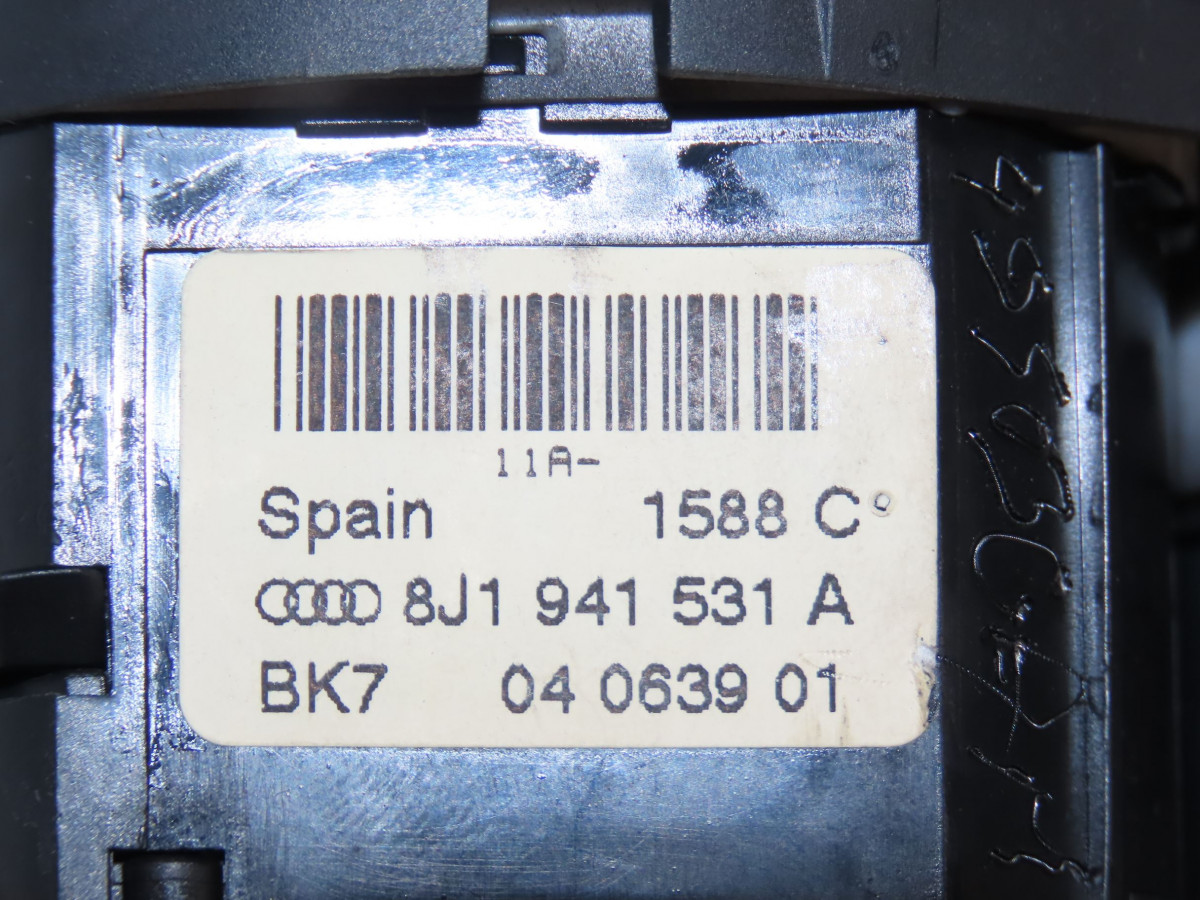 11A-
Spain 1588 C
8J1 941 531 A
BK7 04 0639 01